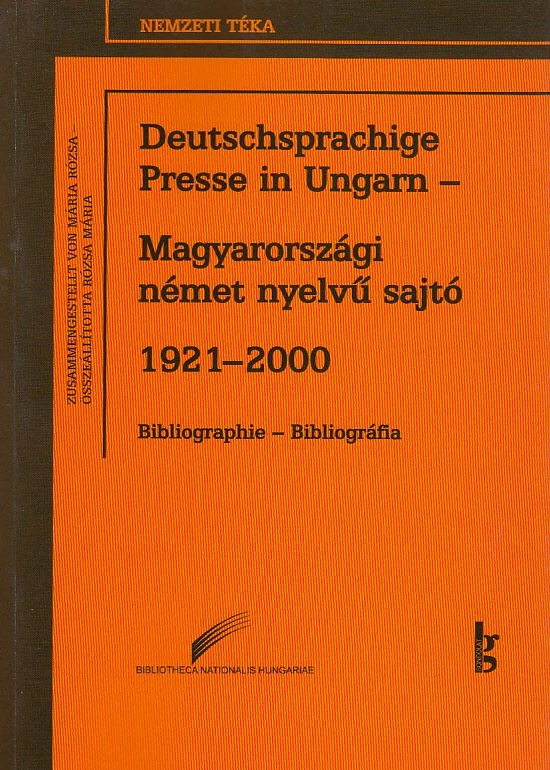 NEMZETI TÉKA
ZUSAMMENGESTELLT VON MÁRIA RÓZSA –
ÖSSZEÁLLÍTOTTA RÓZSA MÁRIA
Deutschsprachige
Presse in Ungarn –
Magyarországi
német nyelvű sajtó
1921–2000
Bibliographie – Bibliográfia
BIBLIOTHECA NATIONALIS HUNGARIAE
GONDOLAT